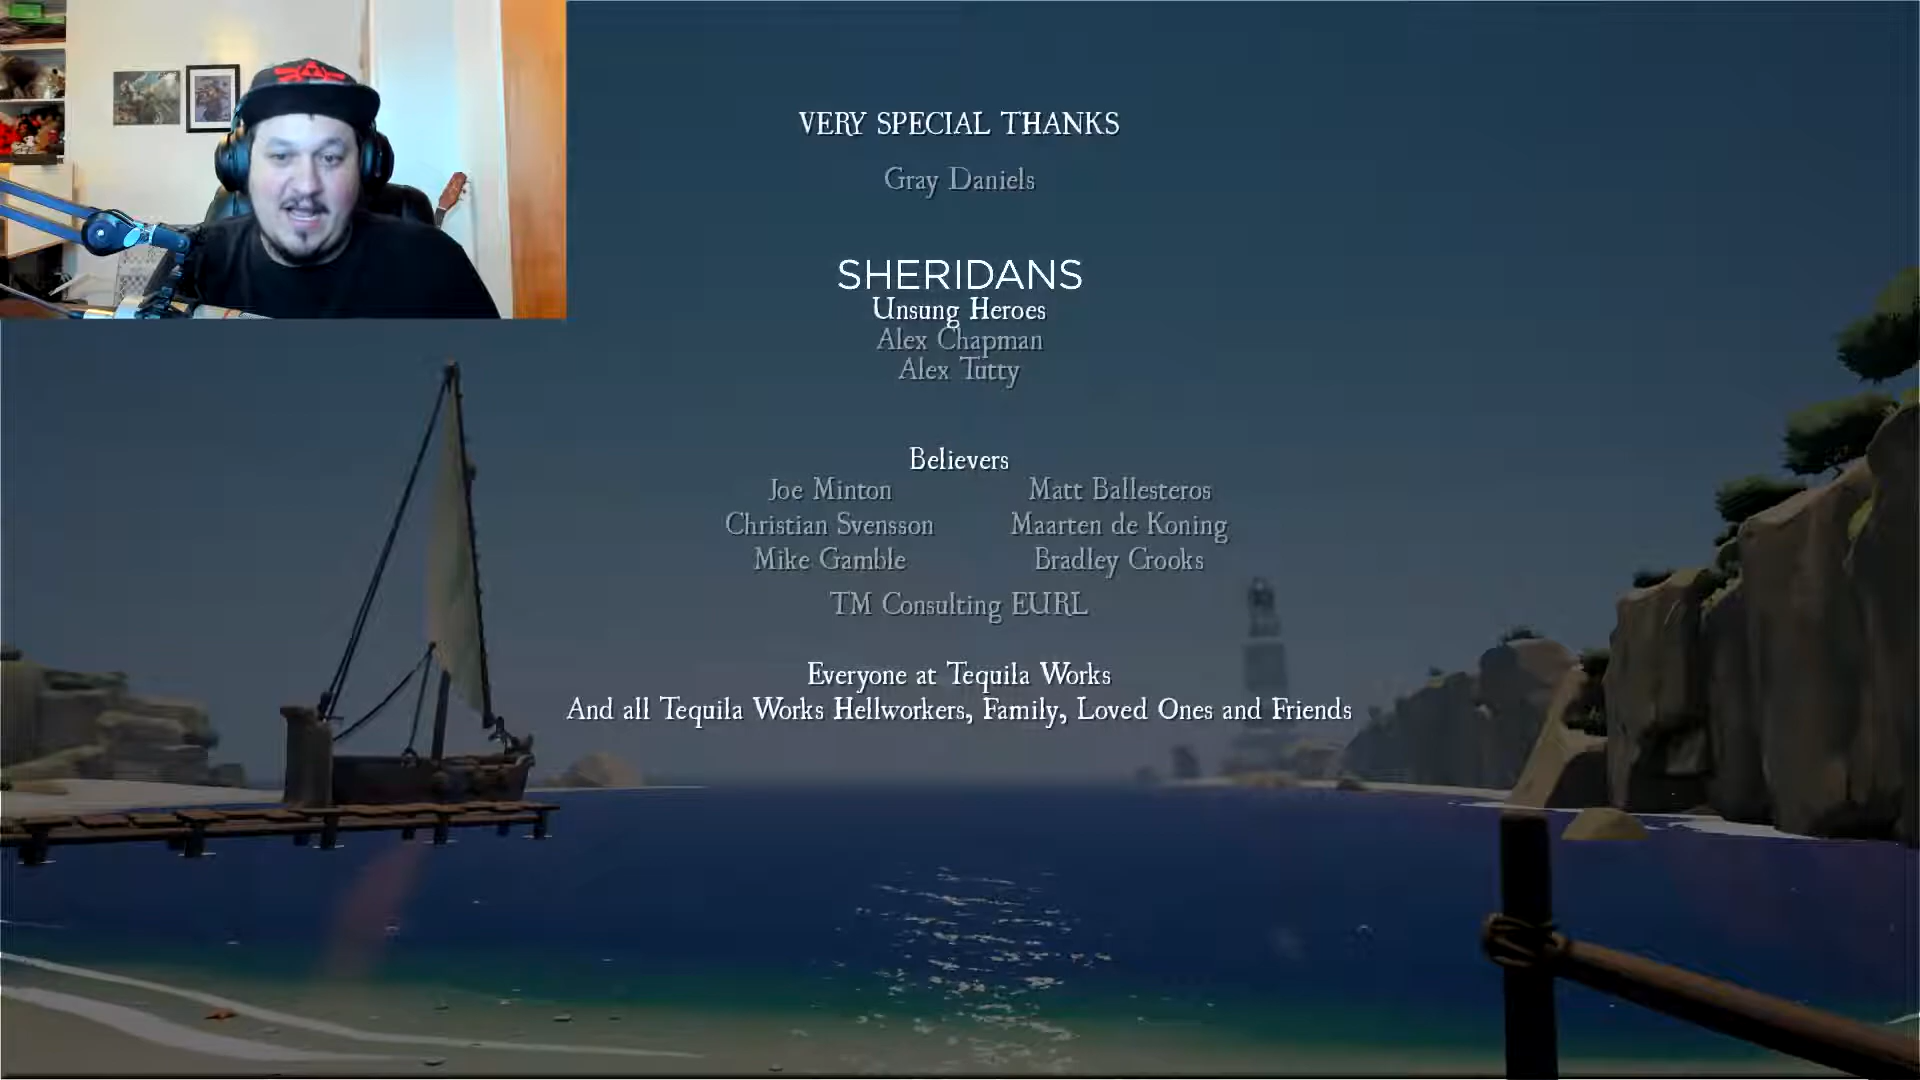 VERY SPECIAL THANKS
Gray Daniels
SHERIDANS
Unsung Heroes
Alex Chapman
Alex Tutty
Believers
Joe Minton Matt Ballesteros
Christian Svensson Maarten de Koning
Mike Gamble Bradley Crooks
TM Consulting EURL
Everyone at Tequila Works
And all Tequila Works Hellworkers, Family, Loved Ones and Friends